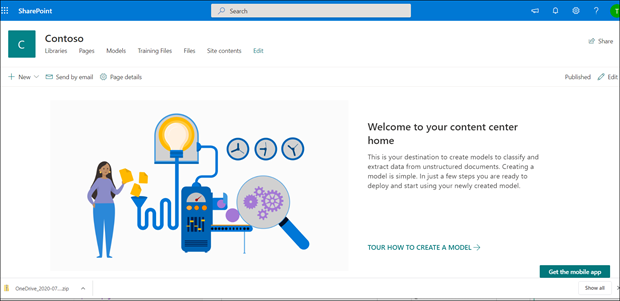 SharePoint
Search
T
C
Contoso
Share
Libraries Pages Models Training Files Files Site contents Edit
New Send by email Page details Published Edit
Welcome to your content center
home
This is your destination to create models to classify and
extract data from unstructured documents. Creating a
model is simple. In just a few steps you are ready to
deploy and start using your newly created model.
TOUR HOW TO CREATE A MODEL
Get the mobile app
OneDrive_2020-07....zip
Show all